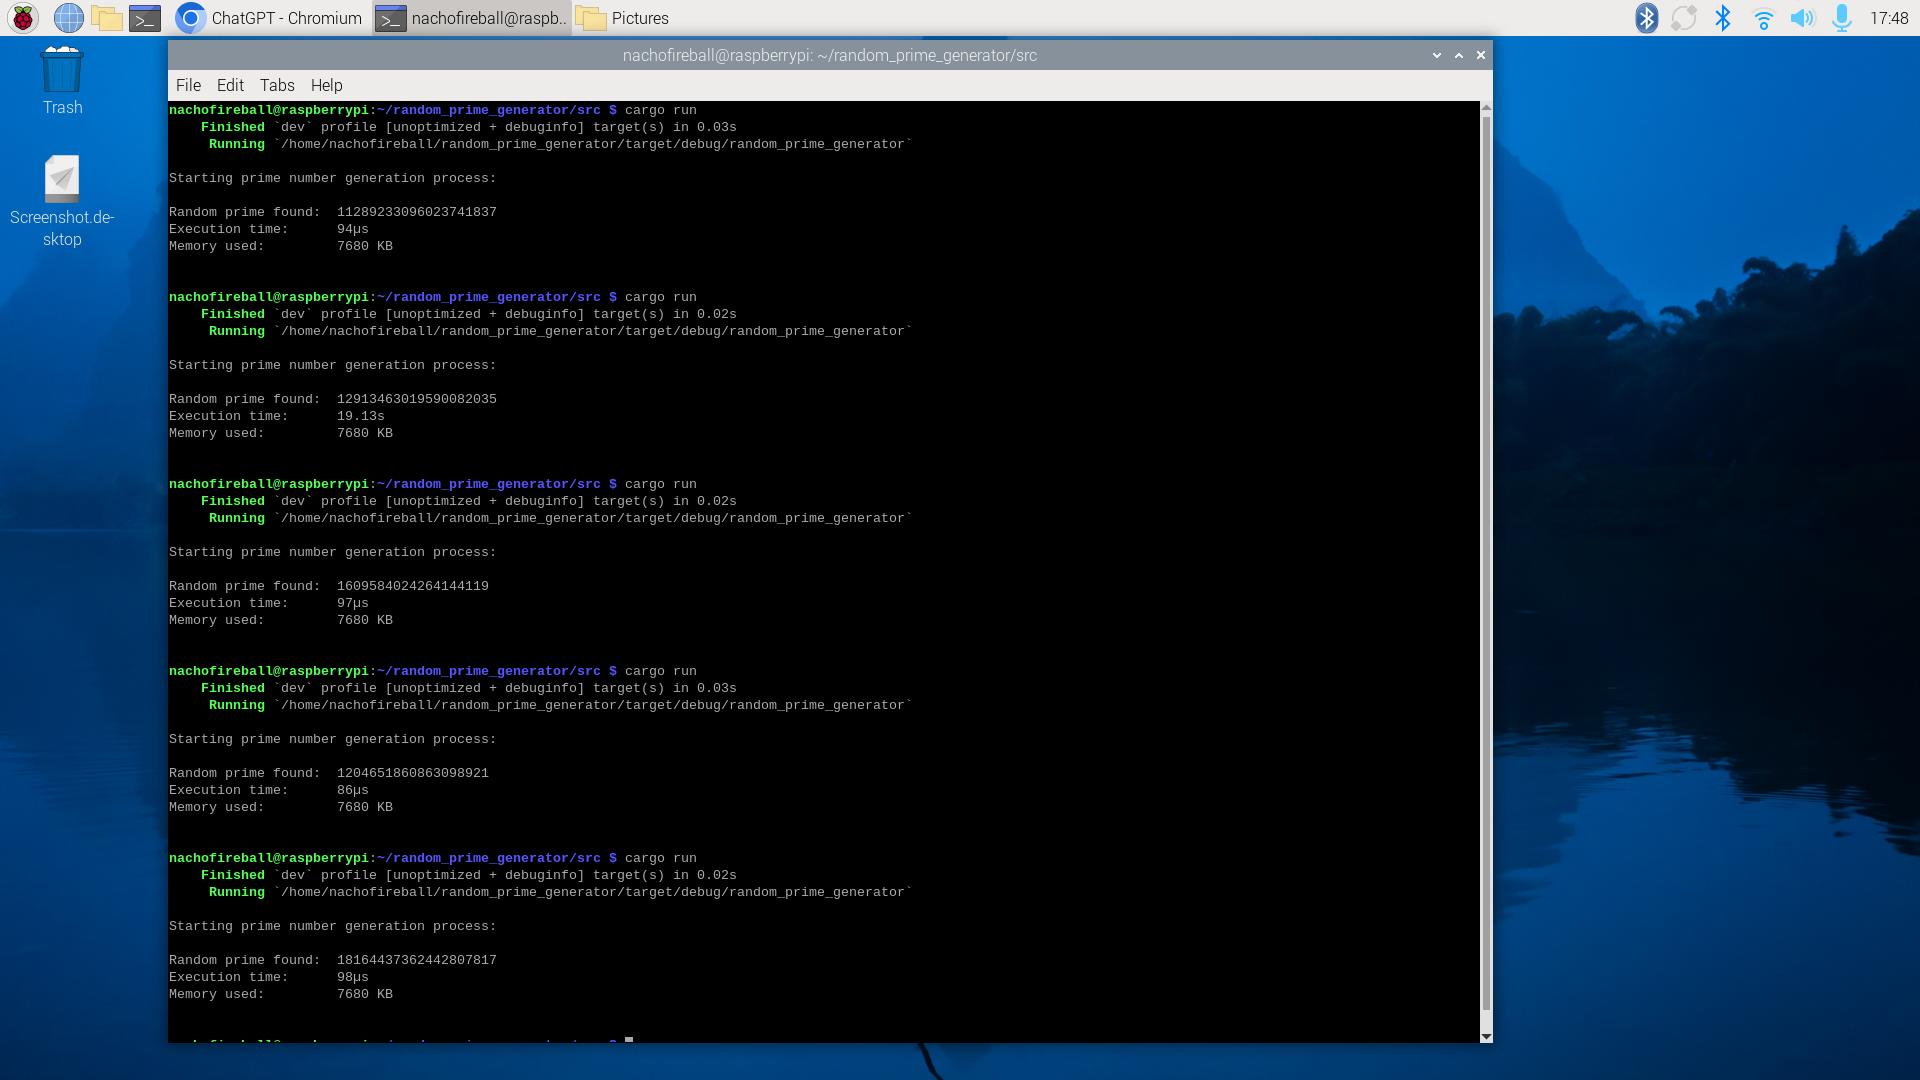 ChatGPT - Chromium
nachofireball@raspb..
Pictures
17:48
Trash
Screenshot.de-
sktop
nachofireball@raspberrypi: ~/random_prime_generator/src
File Edit Tabs Help
nachofireball@raspberrypi:~/random_prime_generator/src $ cargo run
Finished `dev` profile [unoptimized + debuginfo] target(s) in 0.03s
Running `/home/nachofireball/random_prime_generator/target/debug/random_prime_generator`
Starting prime number generation process:
Random prime found: 11289233096023741837
Execution time: 94µs
Memory used: 7680 KB
nachofireball@raspberrypi:~/random_prime_generator/src $ cargo run
Finished `dev` profile [unoptimized + debuginfo] target(s) in 0.02s
Running `/home/nachofireball/random_prime_generator/target/debug/random_prime_generator`
Starting prime number generation process:
Random prime found: 12913463019590082035
Execution time: 19.13s
Memory used: 7680 KB
nachofireball@raspberrypi:~/random_prime_generator/src $ cargo run
Finished `dev` profile [unoptimized + debuginfo] target(s) in 0.02s
Running `/home/nachofireball/random_prime_generator/target/debug/random_prime_generator`
Starting prime number generation process:
Random prime found: 1609584024264144119
Execution time: 97µs
Memory used: 7680 KB
nachofireball@raspberrypi:~/random_prime_generator/src $ cargo run
Finished `dev` profile [unoptimized + debuginfo] target(s) in 0.03s
Running `/home/nachofireball/random_prime_generator/target/debug/random_prime_generator`
Starting prime number generation process:
Random prime found: 1204651860863098921
Execution time: 86µs
Memory used: 7680 KB
nachofireball@raspberrypi:~/random_prime_generator/src $ cargo run
Finished `dev` profile [unoptimized + debuginfo] target(s) in 0.02s
Running `/home/nachofireball/random_prime_generator/target/debug/random_prime_generator`
Starting prime number generation process:
Random prime found: 18164437362442807817
Execution time: 98µs
Memory used: 7680 KB